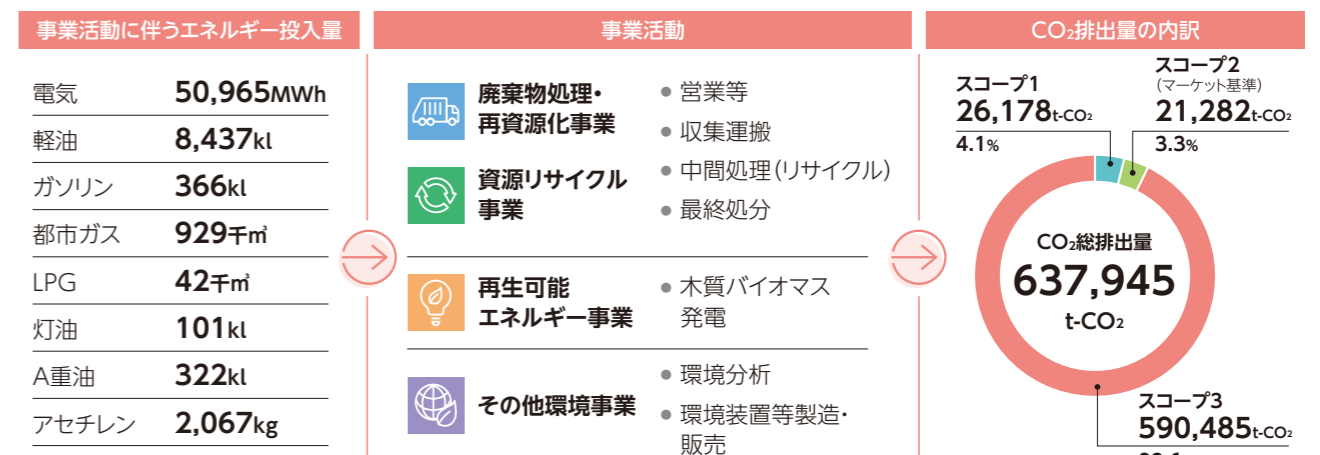 事業活動に伴うエネルギー投入量
電気 50,965MWh
軽油 8,437kl
ガソリン 366kl
都市ガス 929千㎥
LPG 42千㎥
灯油 101kl
A重油 322kl
アセチレン 2,067kg
事業活動
廃棄物処理・
再資源化事業
資源リサイクル
事業
● 営業等
● 収集運搬
● 中間処理(リサイクル)
● 最終処分
再生可能
エネルギー事業
● 木質バイオマス
発電
その他環境事業
● 環境分析
● 環境装置等製造・
販売
CO₂排出量の内訳
スコープ1
26,178t-CO₂
4.1%
スコープ2
(マーケット基準)
21,282t-CO₂
3.3%
CO₂総排出量
637,945
t-CO₂
スコープ3
590,485t-CO₂